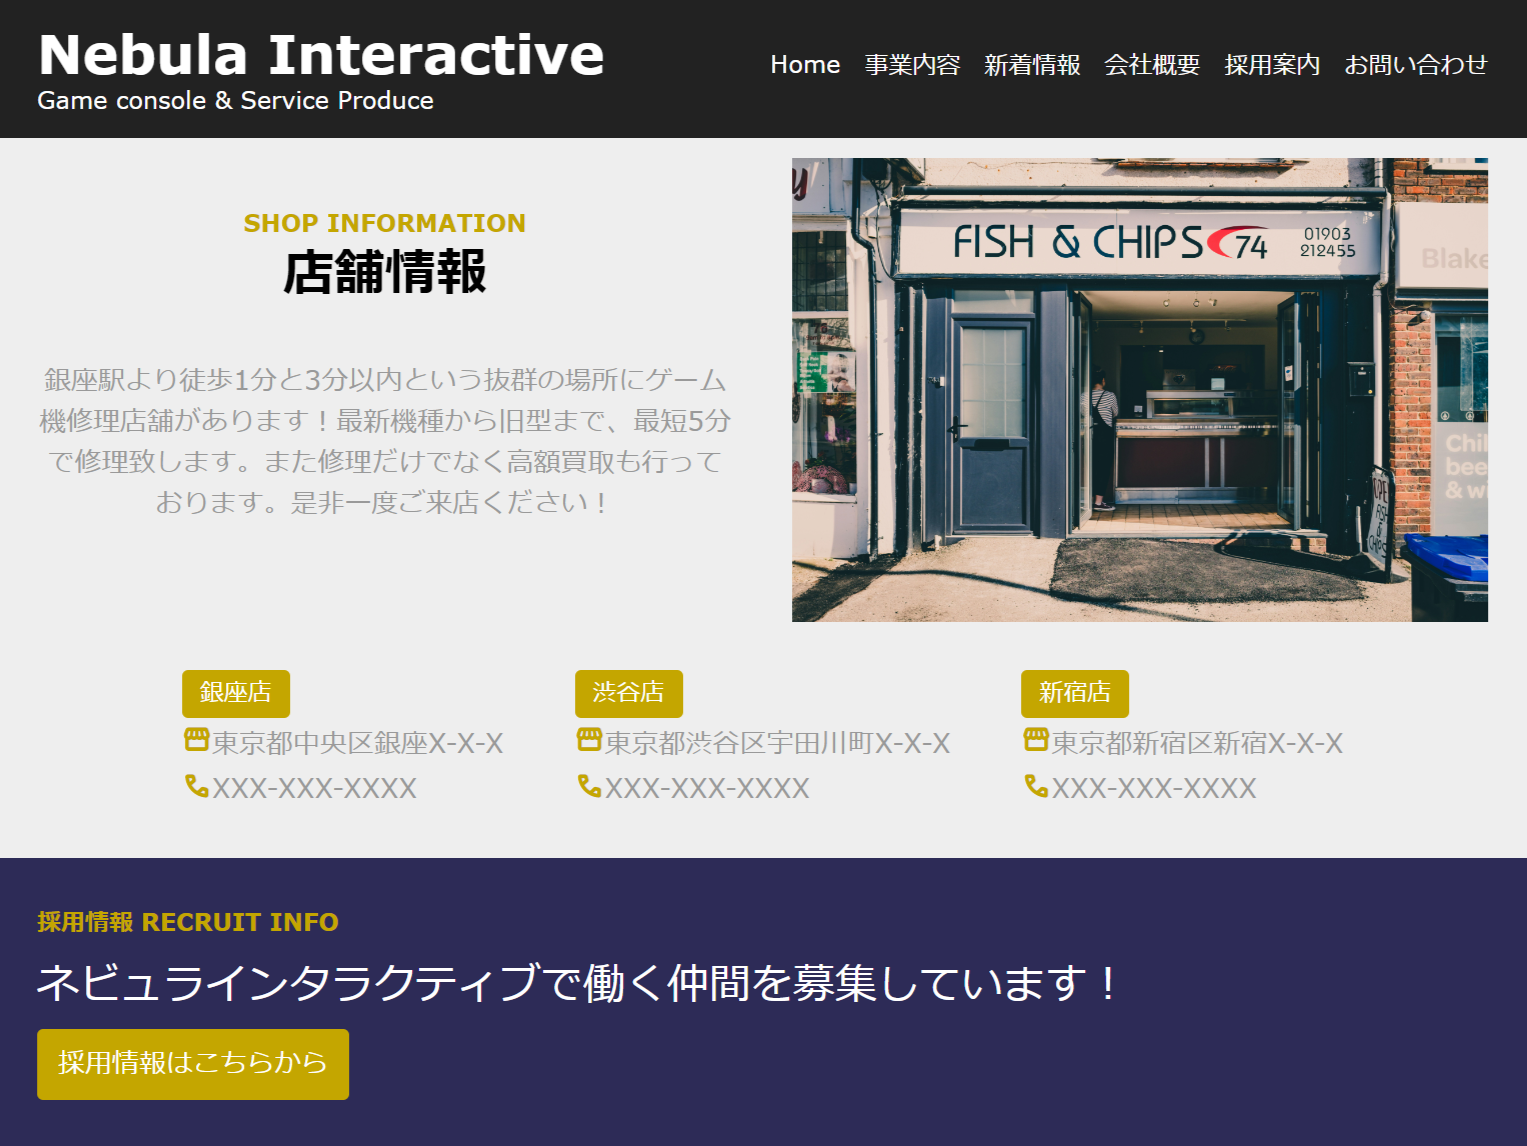 Nebula Interactive
Game console & Service Produce
Home 事業内容 新着情報 会社概要 採用案内 お問い合わせ
SHOP INFORMATION
店舗情報
銀座駅より徒歩1分と3分以内という抜群の場所にゲーム
機修理店舗があります！最新機種から旧型まで、最短5分
で修理致します。また修理だけでなく高額買取も行って
おります。是非一度ご来店ください！
FISH & CHIPS 74
01903
212455
Blake
Chil
bee
& wi
OPEN
FISH
&
CHIPS
銀座店
東京都中央区銀座X-X-X
XXX-XXX-XXXX
渋谷店
東京都渋谷区宇田川町X-X-X
XXX-XXX-XXXX
新宿店
東京都新宿区新宿X-X-X
XXX-XXX-XXXX
採用情報 RECRUIT INFO
ネビュラインタラクティブで働く仲間を募集しています！
採用情報はこちらから